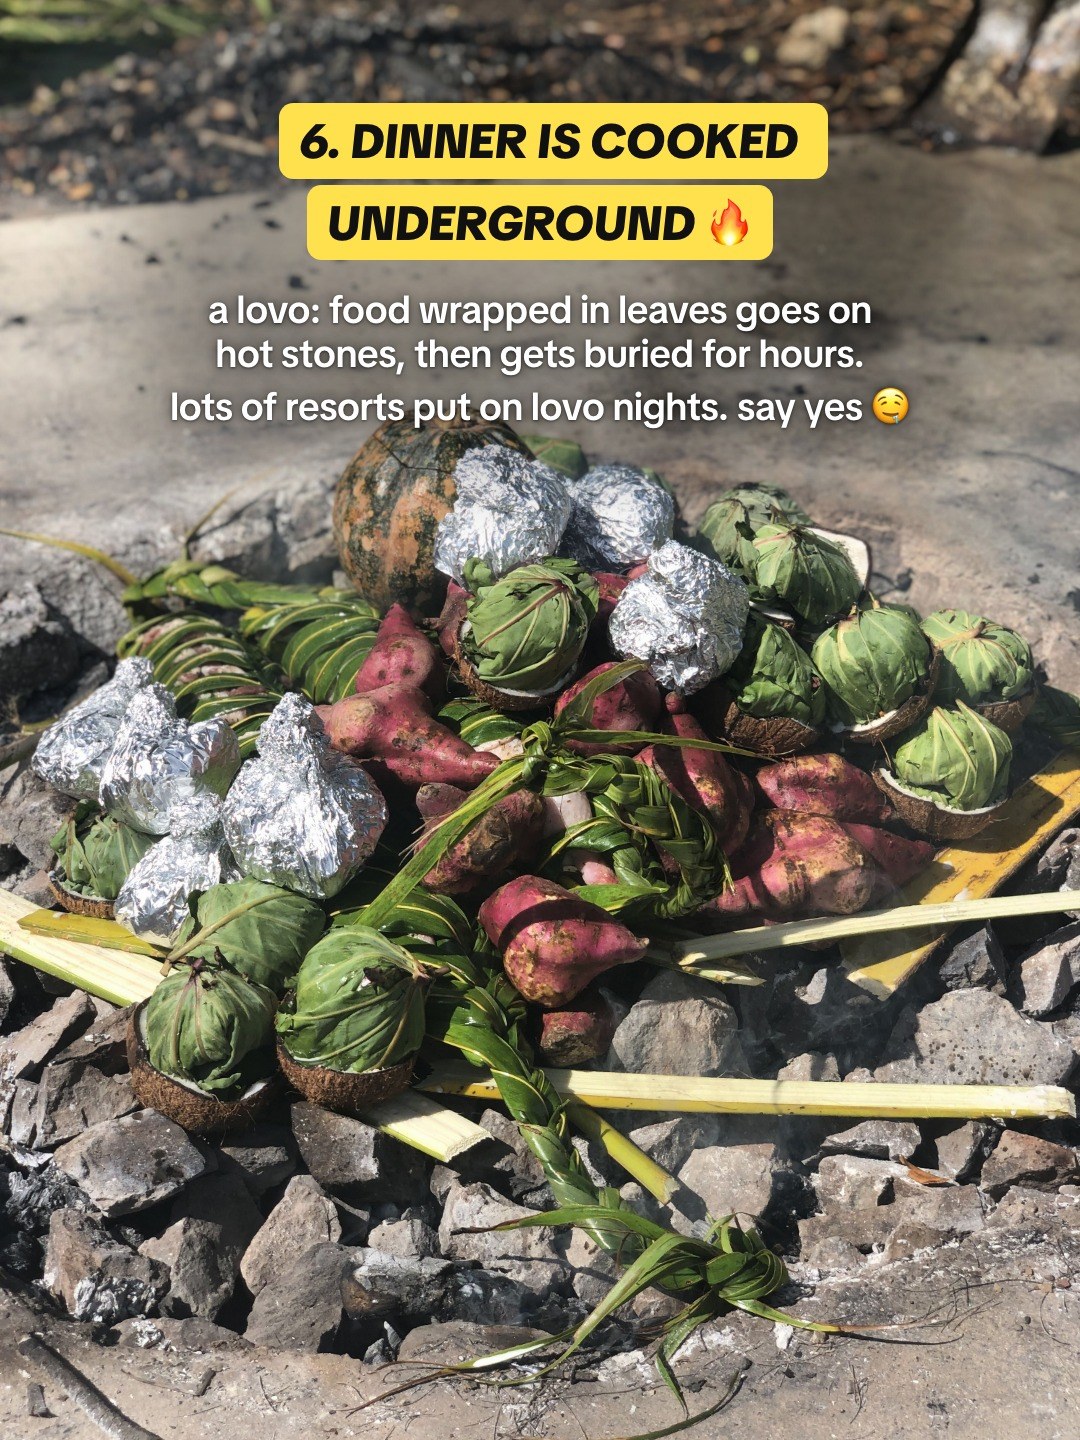 6. DINNER IS COOKED
UNDERGROUND 🔥
a lovo: food wrapped in leaves goes on
hot stones, then gets buried for hours.
lots of resorts put on lovo nights. say yes 🤤